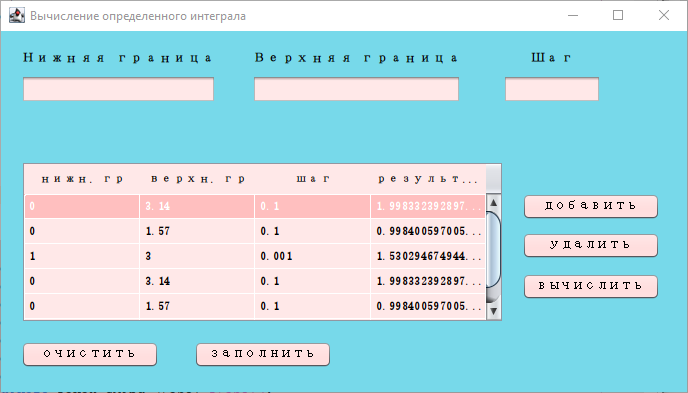 Вычисление определенного интеграла
Нижняя граница Верхняя граница Шаг
нижн. гр верхн. гр шаг результ...
0 3.14 0.1 1.998332392897...
0 1.57 0.1 0.998400597005...
1 3 0.001 1.530294674944...
0 3.14 0.1 1.998332392897...
0 1.57 0.1 0.998400597005...
добавить
удалить
вычислить
очистить заполнить